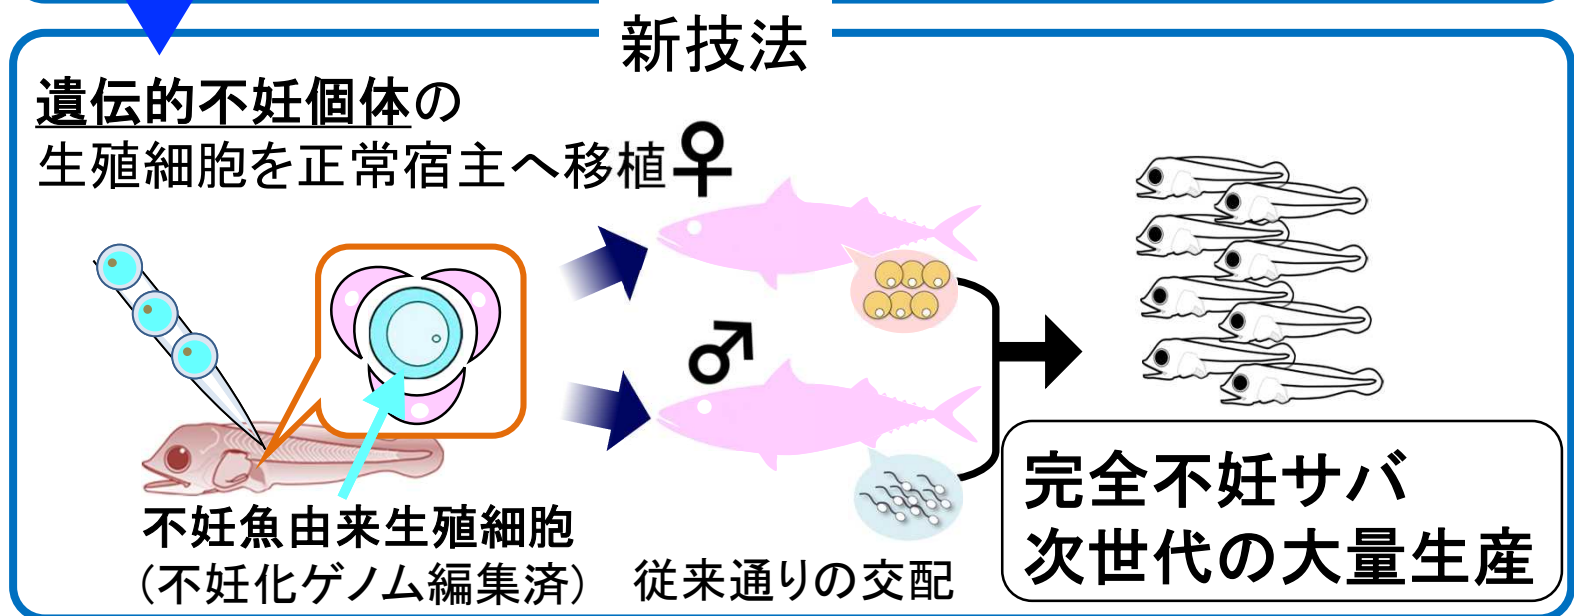 新技法
遺伝的不妊個体の
生殖細胞を正常宿主へ移植♀
♂
不妊魚由来生殖細胞
(不妊化ゲノム編集済)
従来通りの交配
完全不妊サバ
次世代の大量生産